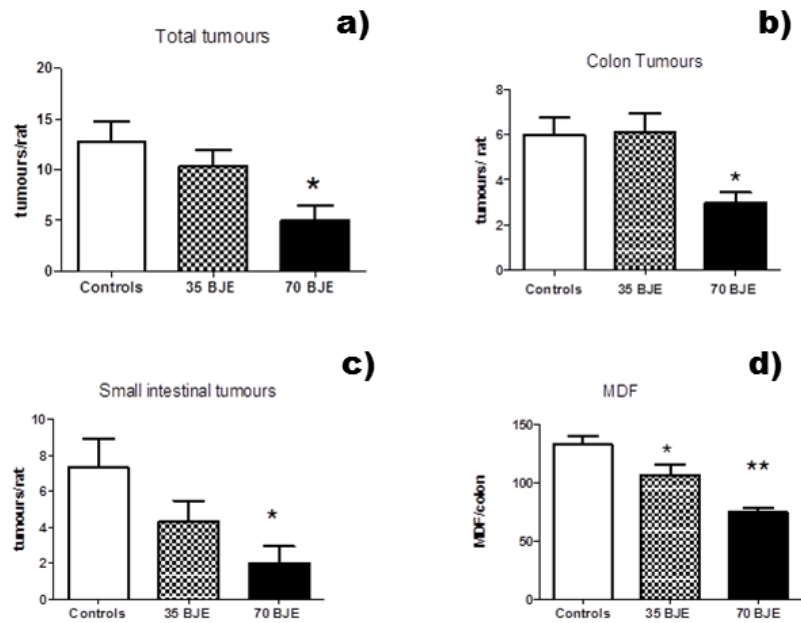 a)
Total tumours
20
15
10
5
0
tumours/rat
*
Controls 35 BJE 70 BJE
b)
Colon Tumours
8
6
4
2
0
tumours/ rat
*
Controls 35 BJE 70 BJE
c)
Small intestinal tumours
10
8
6
4
2
0
tumours/rat
*
Controls 35 BJE 70 BJE
d)
MDF
150
100
50
0
MDF/colon
*
**
Controls 35 BJE 70 BJE